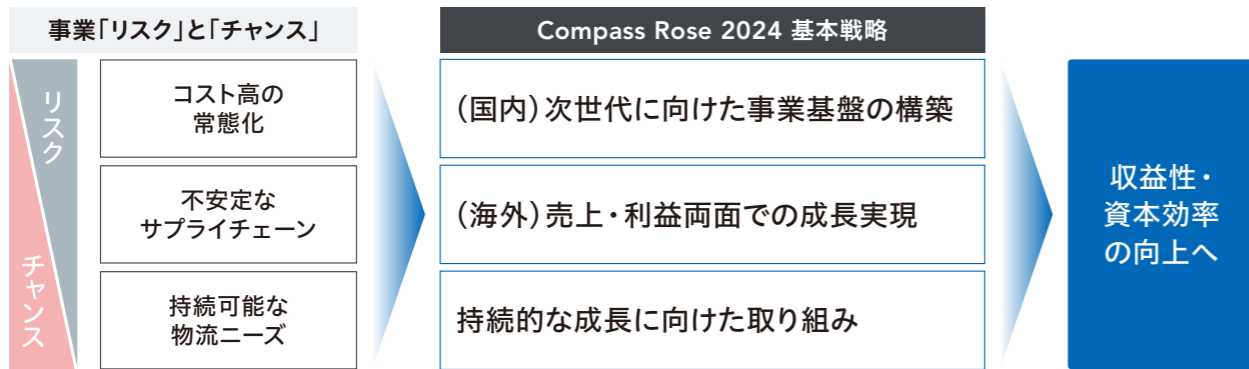 事業「リスク」と「チャンス」
リスク
チャンス
コスト高の
常態化
不安定な
サプライチェーン
持続可能な
物流ニーズ
Compass Rose 2024 基本戦略
(国内)次世代に向けた事業基盤の構築
(海外)売上・利益両面での成長実現
持続的な成長に向けた取り組み
収益性・
資本効率
の向上へ